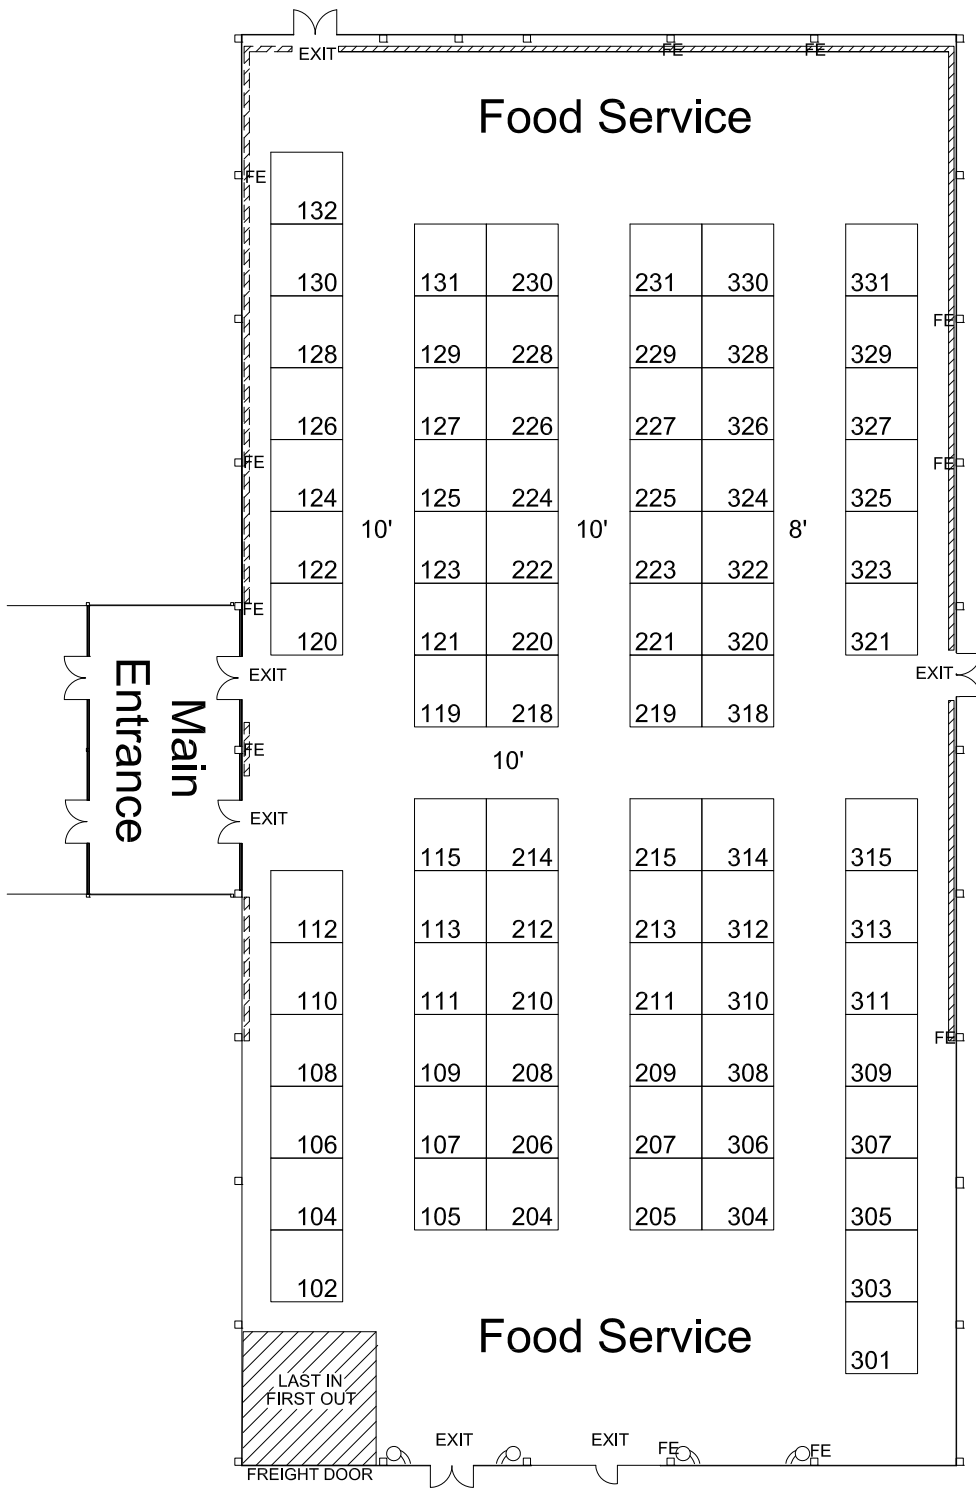 EXIT
FE FE
Food Service
FE
132
130 131 230 231 330 331
FE
128 129 228 229 328 329
126 127 226 227 326 327
FE FE
124 125 224 225 324 325
10' 10' 8'
122 123 222 223 322 323
FE
120 121 220 221 320 321
EXIT EXIT
119 218 219 318
Main
Entrance
FE
10'
EXIT
115 214 215 314 315
112 113 212 213 312 313
110 111 210 211 310 311
FE
108 109 208 209 308 309
106 107 206 207 306 307
104 105 204 205 304 305
102 303
Food Service
301
LAST IN
FIRST OUT
EXIT EXIT FE FE
FREIGHT DOOR